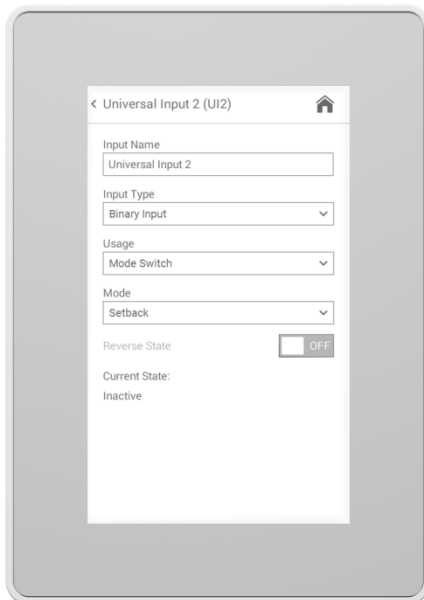 Universal Input 2 (UI2)
Input Name
Universal Input 2
Input Type
Binary Input
Usage
Mode Switch
Mode
Setback
Reverse State OFF
Current State:
Inactive